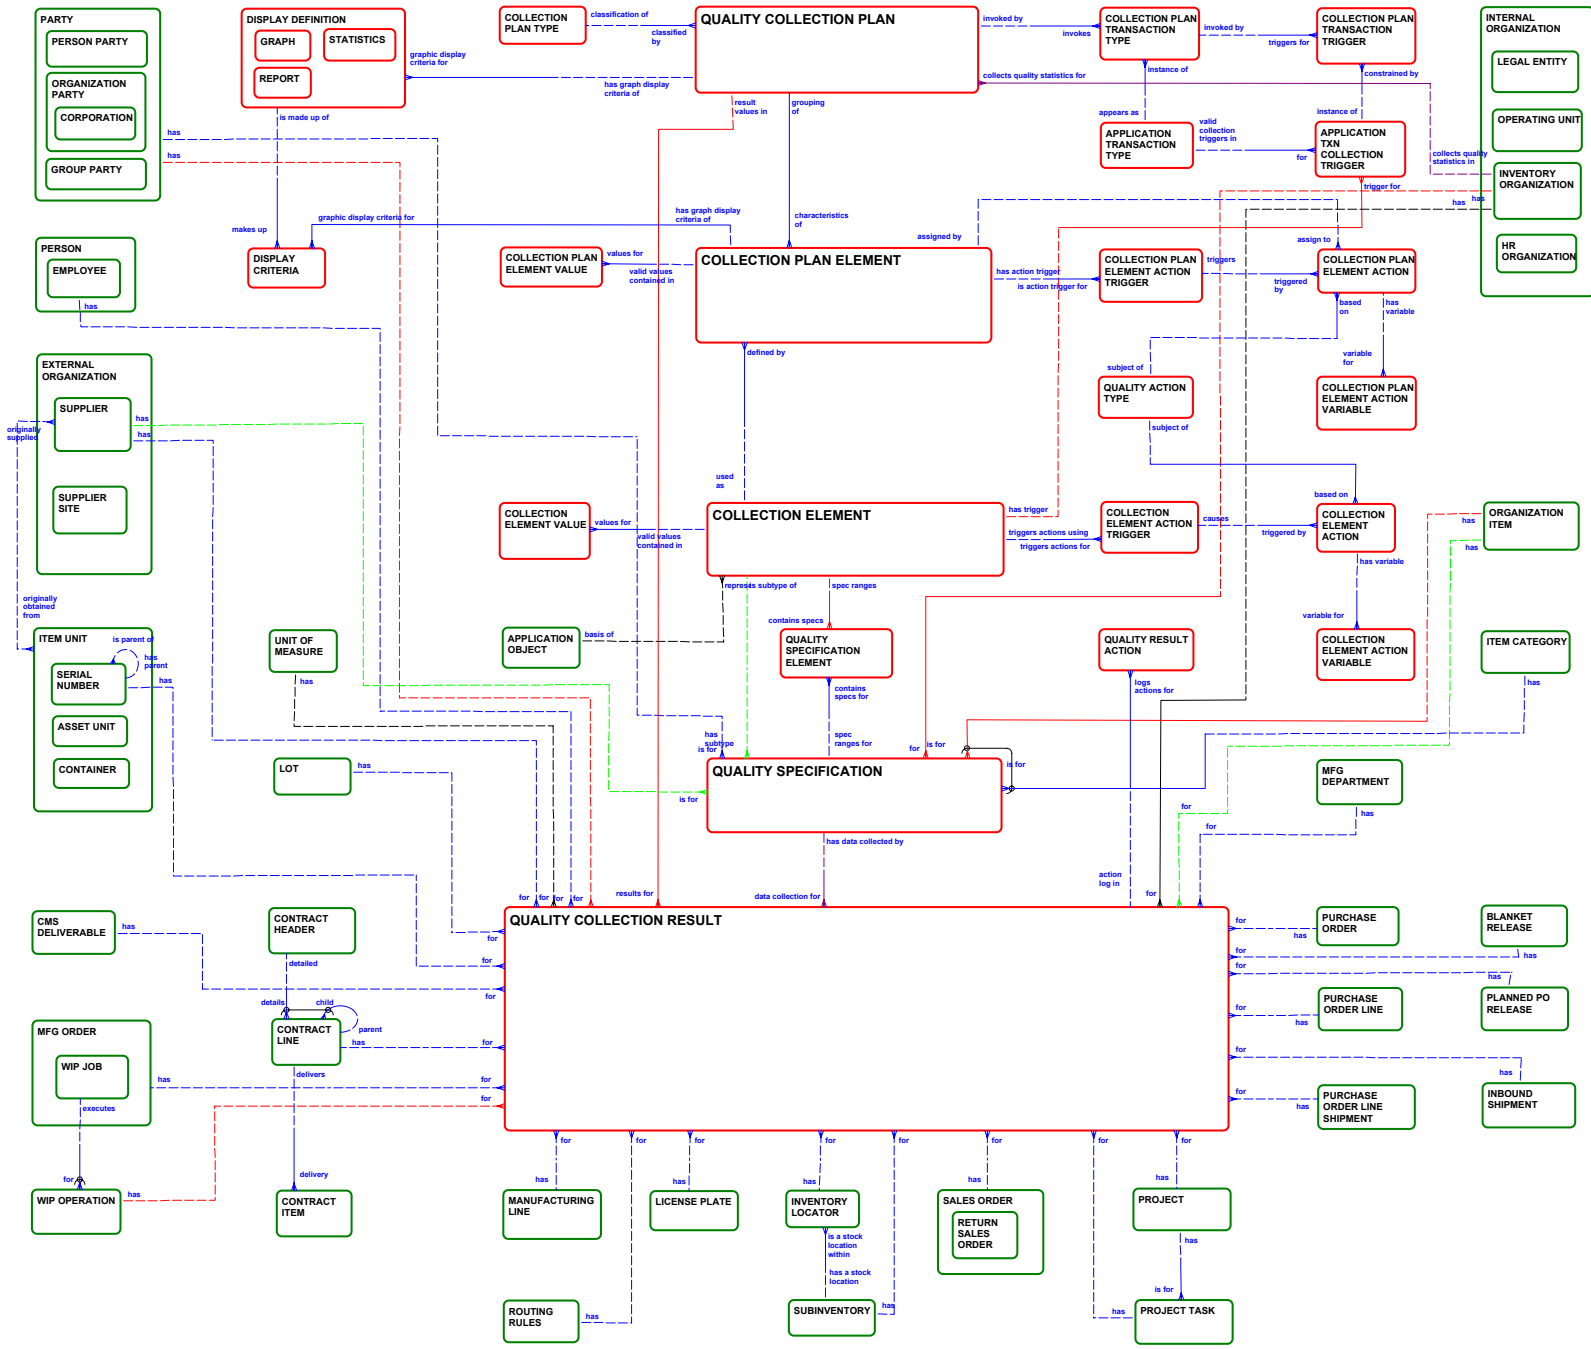 PARTY
PERSON PARTY
ORGANIZATION
PARTY
CORPORATION
GROUP PARTY
has
has
DISPLAY DEFINITION
GRAPH
STATISTICS
REPORT
is made up of
makes up
graphic display
criteria for
has graph display
criteria of
COLLECTION
PLAN TYPE
classification of
classified
by
QUALITY COLLECTION PLAN
result
values in
grouping
of
invoked by
invokes
COLLECTION PLAN
TRANSACTION
TYPE
invoked by
triggers for
COLLECTION PLAN
TRANSACTION
TRIGGER
collects quality statistics for
instance of
appears as
constrained by
instance of
APPLICATION
TRANSACTION
TYPE
valid
collection
triggers in
for
APPLICATION
TXN
COLLECTION
TRIGGER
trigger for
collects quality
statistics in
has
has
INTERNAL
ORGANIZATION
LEGAL ENTITY
OPERATING UNIT
INVENTORY
ORGANIZATION
HR
ORGANIZATION
PERSON
EMPLOYEE
has
DISPLAY
CRITERIA
graphic display criteria for
has graph display
criteria of
characteristics
of
COLLECTION PLAN
ELEMENT VALUE
values for
valid values
contained in
COLLECTION PLAN ELEMENT
assigned by
assign to
has action trigger
is action trigger for
COLLECTION PLAN
ELEMENT ACTION
TRIGGER
triggers
triggered
by
COLLECTION PLAN
ELEMENT ACTION
based
on
has
variable
variable
for
defined by
used
as
subject of
QUALITY ACTION
TYPE
subject of
COLLECTION PLAN
ELEMENT ACTION
VARIABLE
EXTERNAL
ORGANIZATION
SUPPLIER
SUPPLIER
SITE
has
has
originally
supplied
originally
obtained
from
COLLECTION
ELEMENT VALUE
values for
valid values
contained in
COLLECTION ELEMENT
has trigger
triggers actions using
triggers actions for
COLLECTION
ELEMENT ACTION
TRIGGER
causes
triggered by
based on
COLLECTION
ELEMENT
ACTION
has variable
variable for
COLLECTION
ELEMENT ACTION
VARIABLE
ORGANIZATION
ITEM
has
has
ITEM CATEGORY
has
ITEM UNIT
SERIAL
NUMBER
ASSET UNIT
CONTAINER
is parent of
has
parent
has
UNIT OF
MEASURE
has
APPLICATION
OBJECT
basis of
subtype of
spec ranges
contains specs
QUALITY
SPECIFICATION
ELEMENT
contains
specs for
spec
ranges for
QUALITY RESULT
ACTION
logs
actions for
action
log in
LOT
has
has
subtype
is for
is for
for
is for
is for
QUALITY SPECIFICATION
has data collected by
data collection for
MFG
DEPARTMENT
has
for
for
for
for
for
for
for
results for
QUALITY COLLECTION RESULT
CMS
DELIVERABLE
has
CONTRACT
HEADER
detailed
details
child
parent
CONTRACT
LINE
has
delivers
delivery
CONTRACT
ITEM
MFG ORDER
WIP JOB
executes
has
for
WIP OPERATION
has
for
for
for
for
for
for
for
for
for
for
for
for
PURCHASE
ORDER
has
BLANKET
RELEASE
has
has
PURCHASE
ORDER LINE
has
PLANNED PO
RELEASE
has
INBOUND
SHIPMENT
PURCHASE
ORDER LINE
SHIPMENT
has
for
for
for
for
for
for
for
for
MANUFACTURING
LINE
has
LICENSE PLATE
has
INVENTORY
LOCATOR
has
is a stock
location
within
has a stock
location
SUBINVENTORY
has
SALES ORDER
RETURN
SALES
ORDER
has
PROJECT
has
has
is for
PROJECT TASK
has
ROUTING
RULES
has